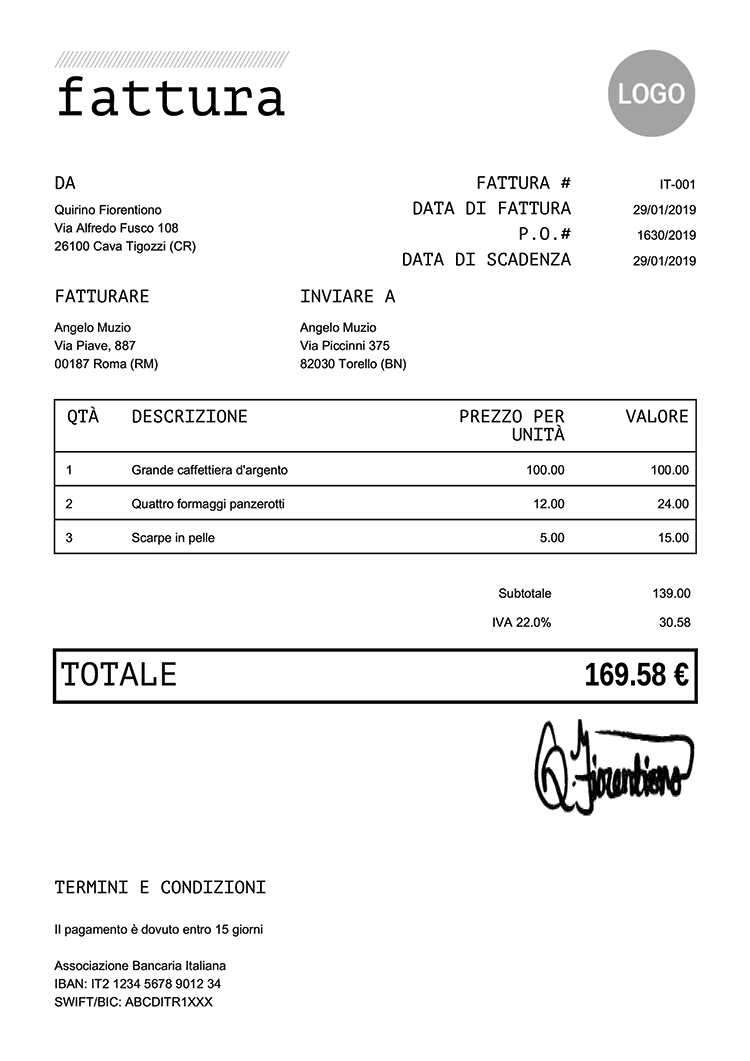 fattura
LOGO
DA
Quirino Fiorentiono
Via Alfredo Fusco 108
26100 Cava Tigozzi (CR)
FATTURA # IT-001
DATA DI FATTURA 29/01/2019
P.O.# 1630/2019
DATA DI SCADENZA 29/01/2019
FATTURARE
Angelo Muzio
Via Piave, 887
00187 Roma (RM)
INVIARE A
Angelo Muzio
Via Piccinni 375
82030 Torello (BN)
QTÀ DESCRIZIONE PREZZO PER UNITÀ VALORE
1 Grande caffettiera d'argento 100.00 100.00
2 Quattro formaggi panzerotti 12.00 24.00
3 Scarpe in pelle 5.00 15.00
Subtotale 139.00
IVA 22.0% 30.58
TOTALE 169.58 €
Q. Fiorentiono
TERMINI E CONDIZIONI
Il pagamento è dovuto entro 15 giorni
Associazione Bancaria Italiana
IBAN: IT2 1234 5678 9012 34
SWIFT/BIC: ABCDITR1XXX